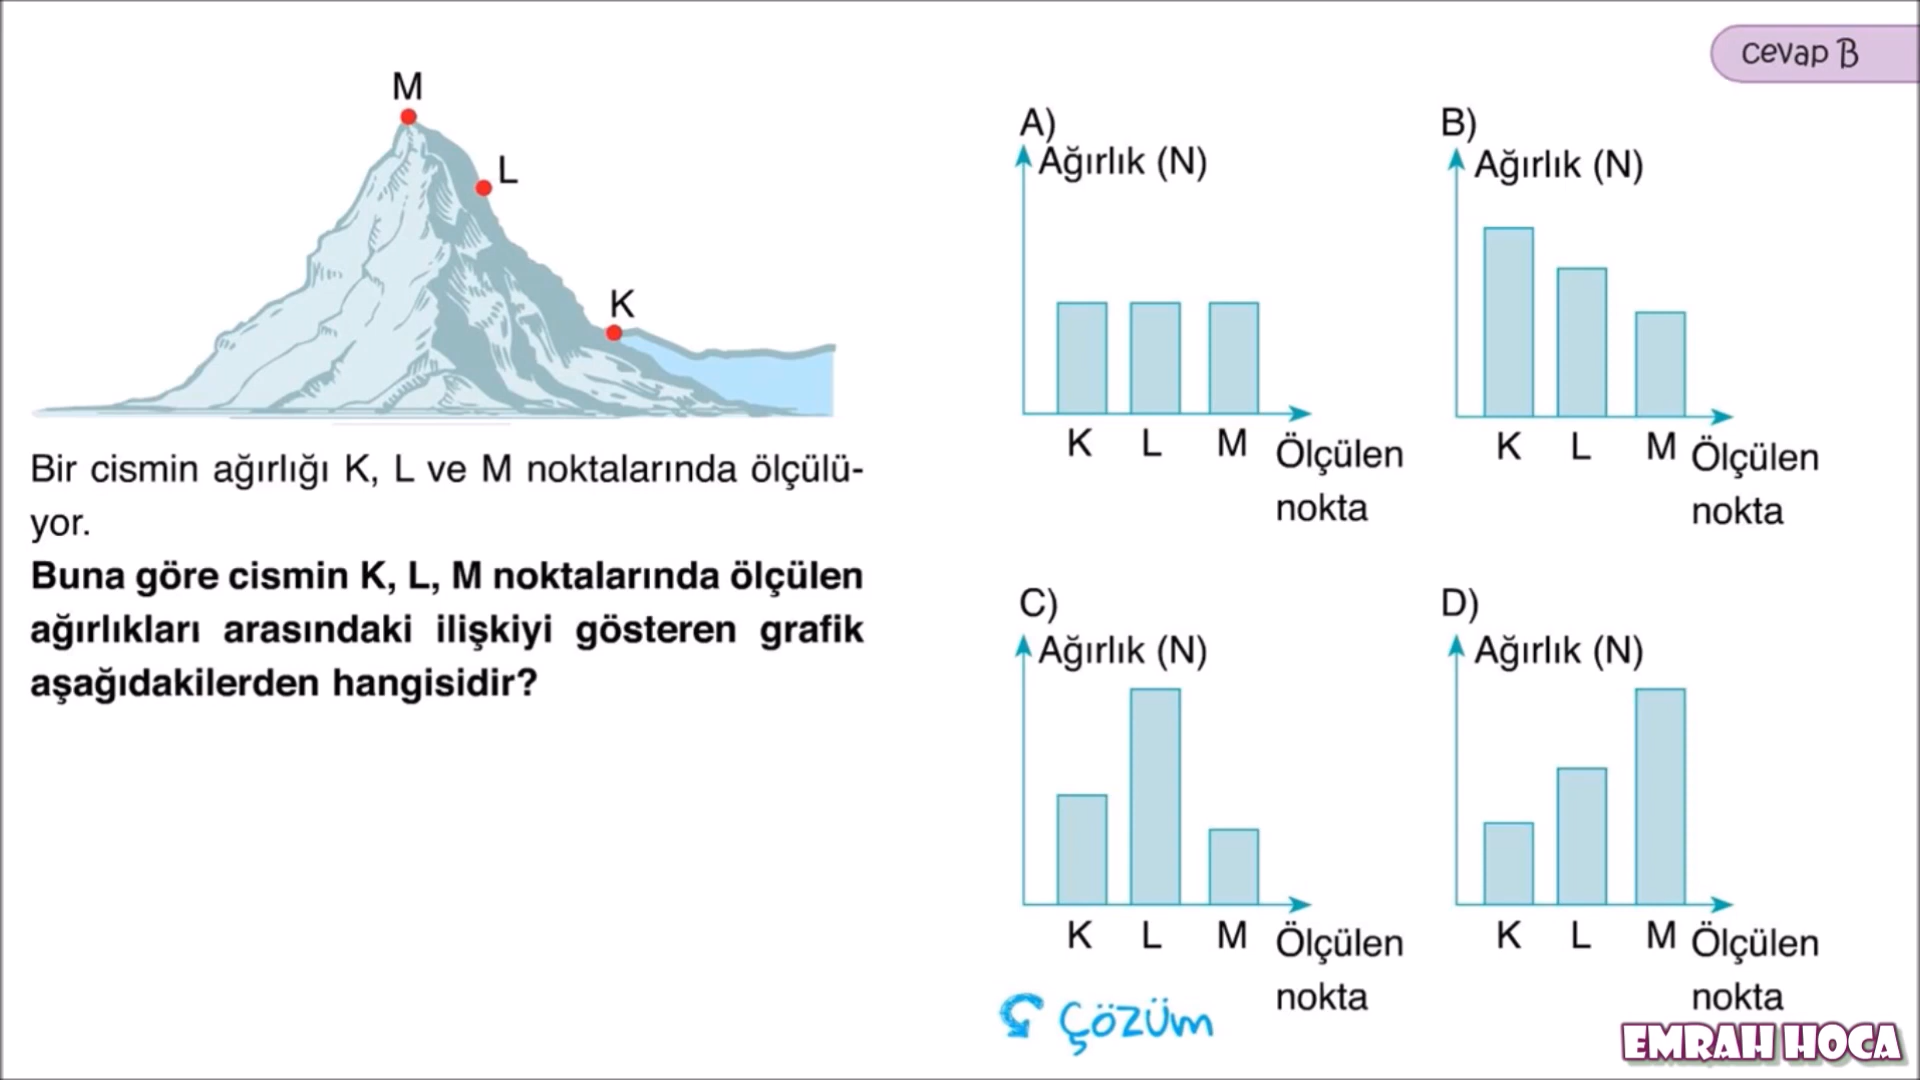 cevap B
M
L
K
Bir cismin ağırlığı K, L ve M noktalarında ölçülü-
yor.
Buna göre cismin K, L, M noktalarında ölçülen
ağırlıkları arasındaki ilişkiyi gösteren grafik
aşağıdakilerden hangisidir?
A)
Ağırlık (N)
K L M Ölçülen
nokta
B)
Ağırlık (N)
K L M Ölçülen
nokta
C)
Ağırlık (N)
K L M Ölçülen
nokta
D)
Ağırlık (N)
K L M Ölçülen
nokta
çözüm
EMRAH HOCA